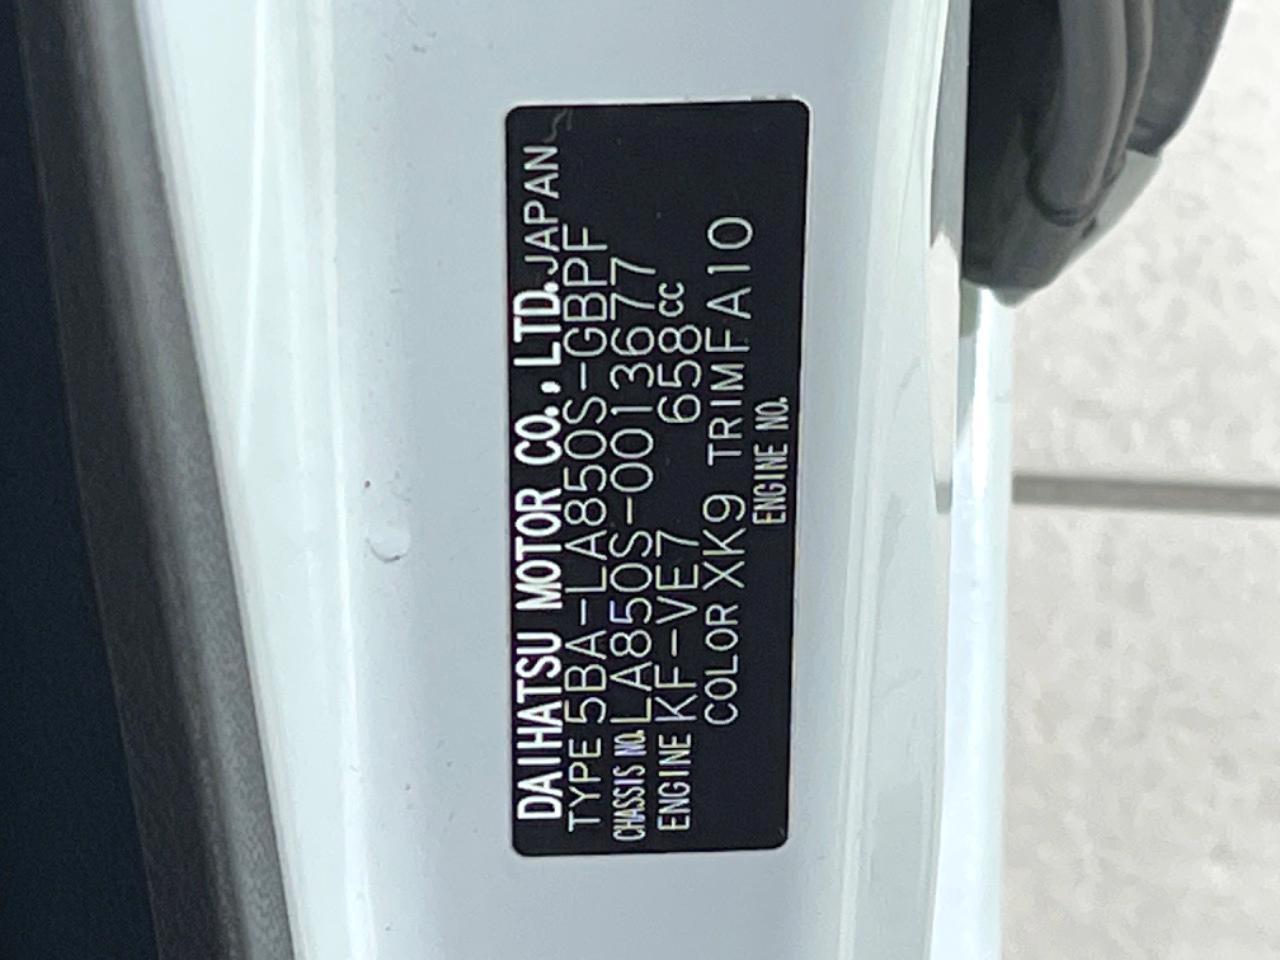 DAIHATSU MOTOR CO., LTD. JAPAN
TYPE 5BA-LA850S-GBPF
CHASSIS NO. LA850S-0013677
ENGINE KF-VE7 658cc
COLOR XK9 TRIM FA10
ENGINE NO.